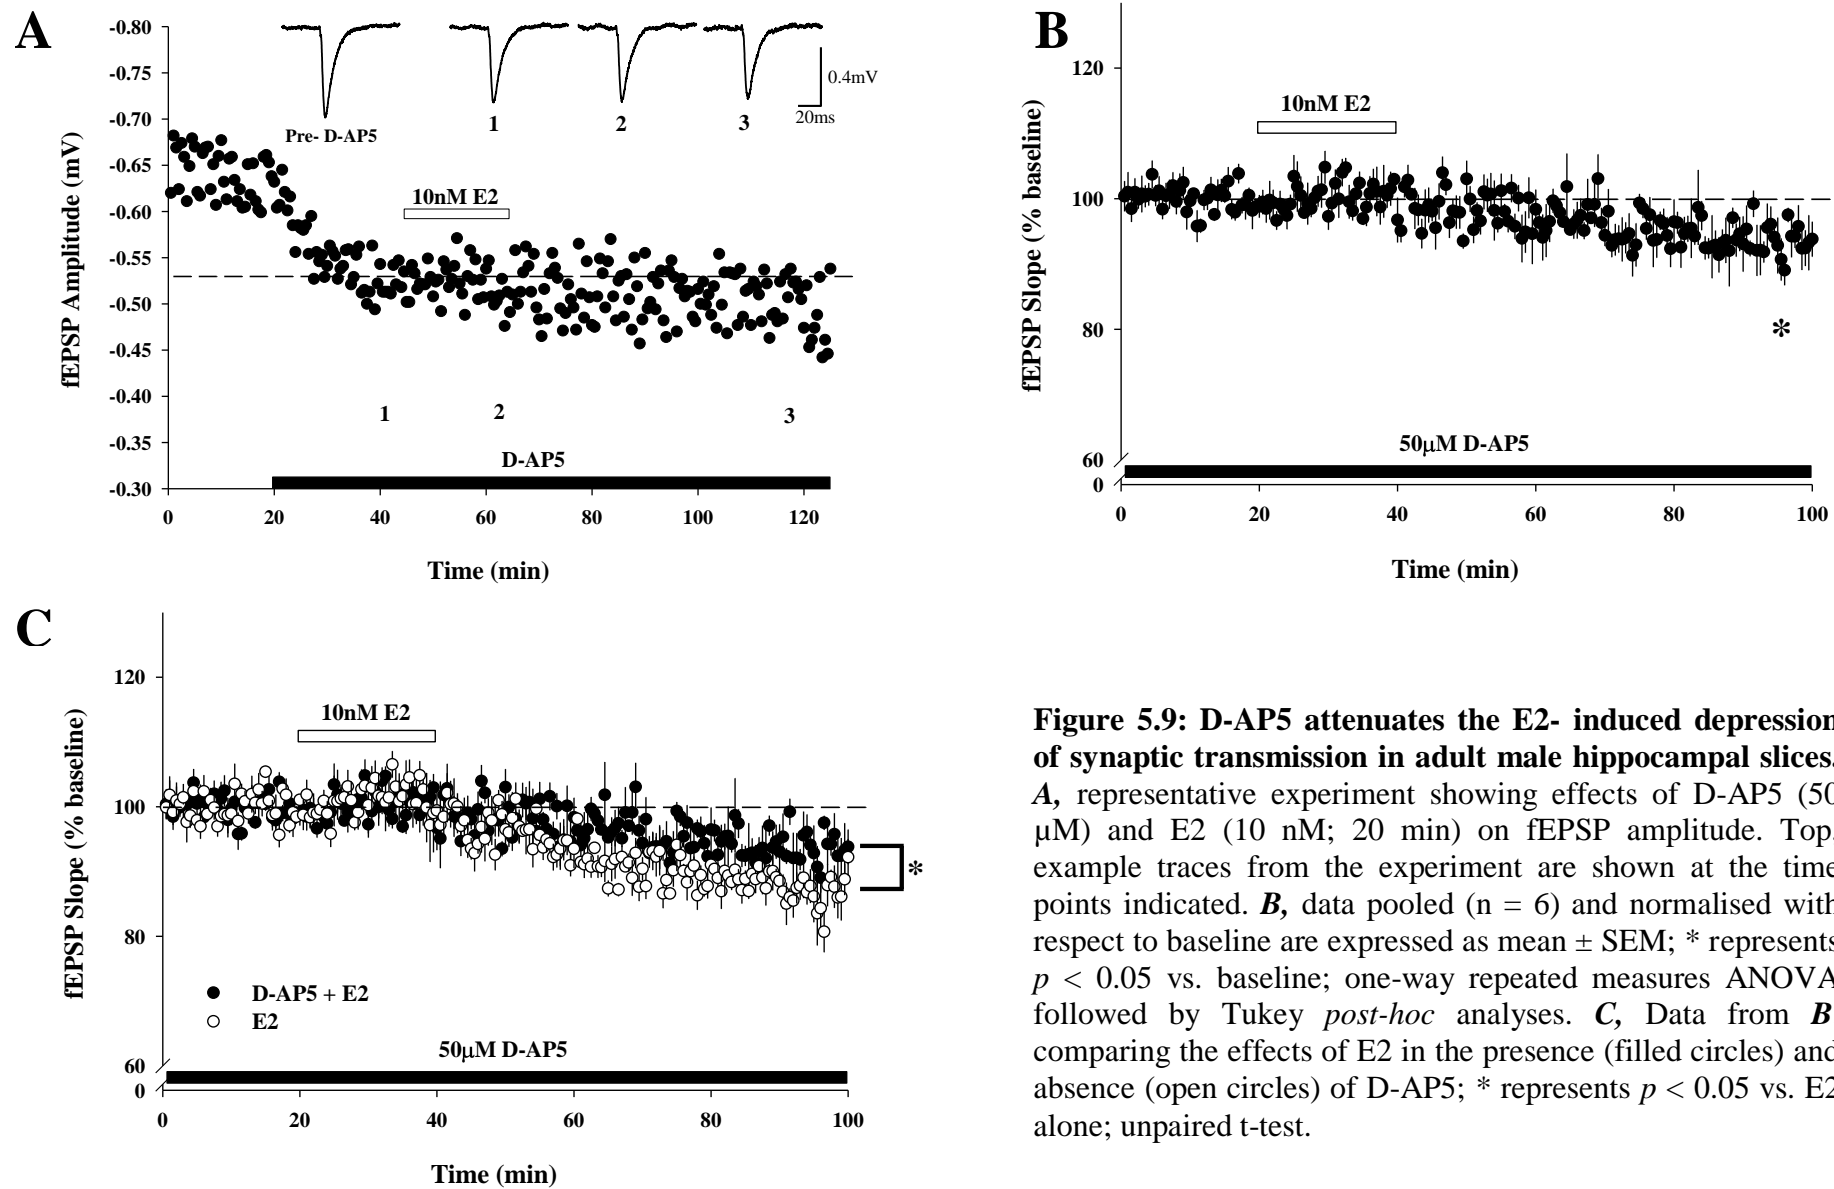 A
-0.80
-0.75
-0.70
-0.65
-0.60
-0.55
-0.50
-0.45
-0.40
-0.35
-0.30
fEPSP Amplitude (mV)
Pre- D-AP5
1
2
3
0.4mV
20ms
10nM E2
1
2
3
D-AP5
0
20
40
60
80
100
120
Time (min)
B
120
100
80
60
0
fEPSP Slope (% baseline)
10nM E2
*
50µM D-AP5
0
20
40
60
80
100
Time (min)
C
120
100
80
60
0
fEPSP Slope (% baseline)
10nM E2
*
D-AP5 + E2
E2
50µM D-AP5
0
20
40
60
80
100
Time (min)
Figure 5.9: D-AP5 attenuates the E2- induced depression
of synaptic transmission in adult male hippocampal slices.
A, representative experiment showing effects of D-AP5 (50
µM) and E2 (10 nM; 20 min) on fEPSP amplitude. Top,
example traces from the experiment are shown at the time
points indicated. B, data pooled (n = 6) and normalised with
respect to baseline are expressed as mean ± SEM; * represents
p < 0.05 vs. baseline; one-way repeated measures ANOVA
followed by Tukey post-hoc analyses. C, Data from B
comparing the effects of E2 in the presence (filled circles) and
absence (open circles) of D-AP5; * represents p < 0.05 vs. E2
alone; unpaired t-test.